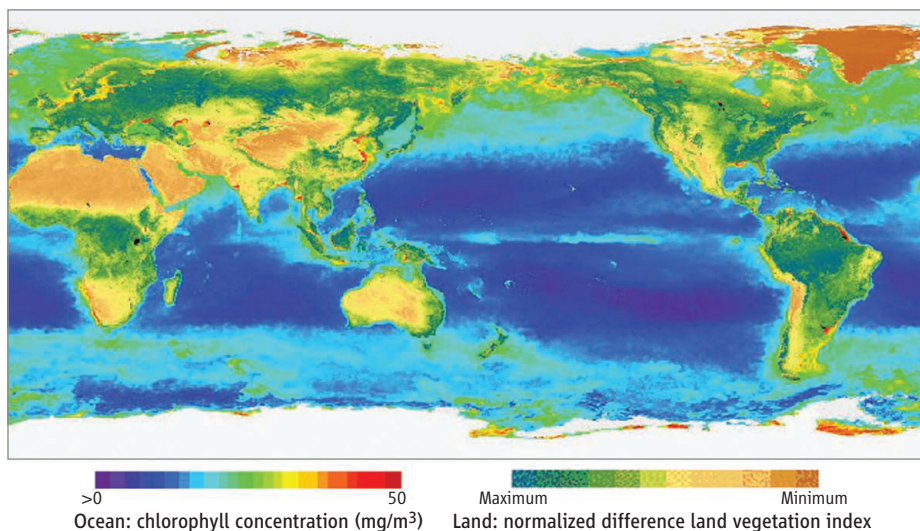 >0 50
Ocean: chlorophyll concentration (mg/m³)
Maximum Minimum
Land: normalized difference land vegetation index